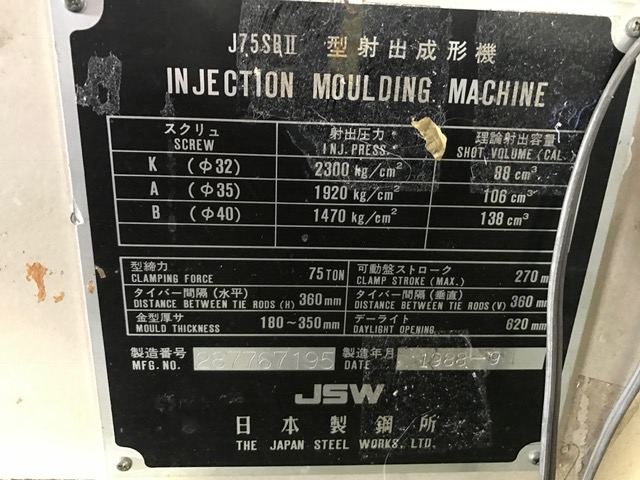 J75SBII 型射出成形機
INJECTION MOULDING MACHINE
スクリュ 射出圧力 理論射出容量
SCREW INJ. PRESS. SHOT VOLUME (CAL.)
K (Φ32) 2300 kg/cm² 88 cm³
A (Φ35) 1920 kg/cm² 106 cm³
B (Φ40) 1470 kg/cm² 138 cm³
型締力 75 TON 可動盤ストローク 270 m
CLAMPING FORCE CLAMP STROKE (MAX.)
タイバー間隔 (水平) 360 mm タイバー間隔 (垂直) 360 mm
DISTANCE BETWEEN TIE RODS (H) DISTANCE BETWEEN TIE RODS (V)
金型厚サ 180~350 mm デーライト 620 mm
MOULD THICKNESS DAYLIGHT OPENING
製造番号 287767195 製造年月 1988-9
MFG. NO. DATE
JSW
日本製鋼所
THE JAPAN STEEL WORKS, LTD.